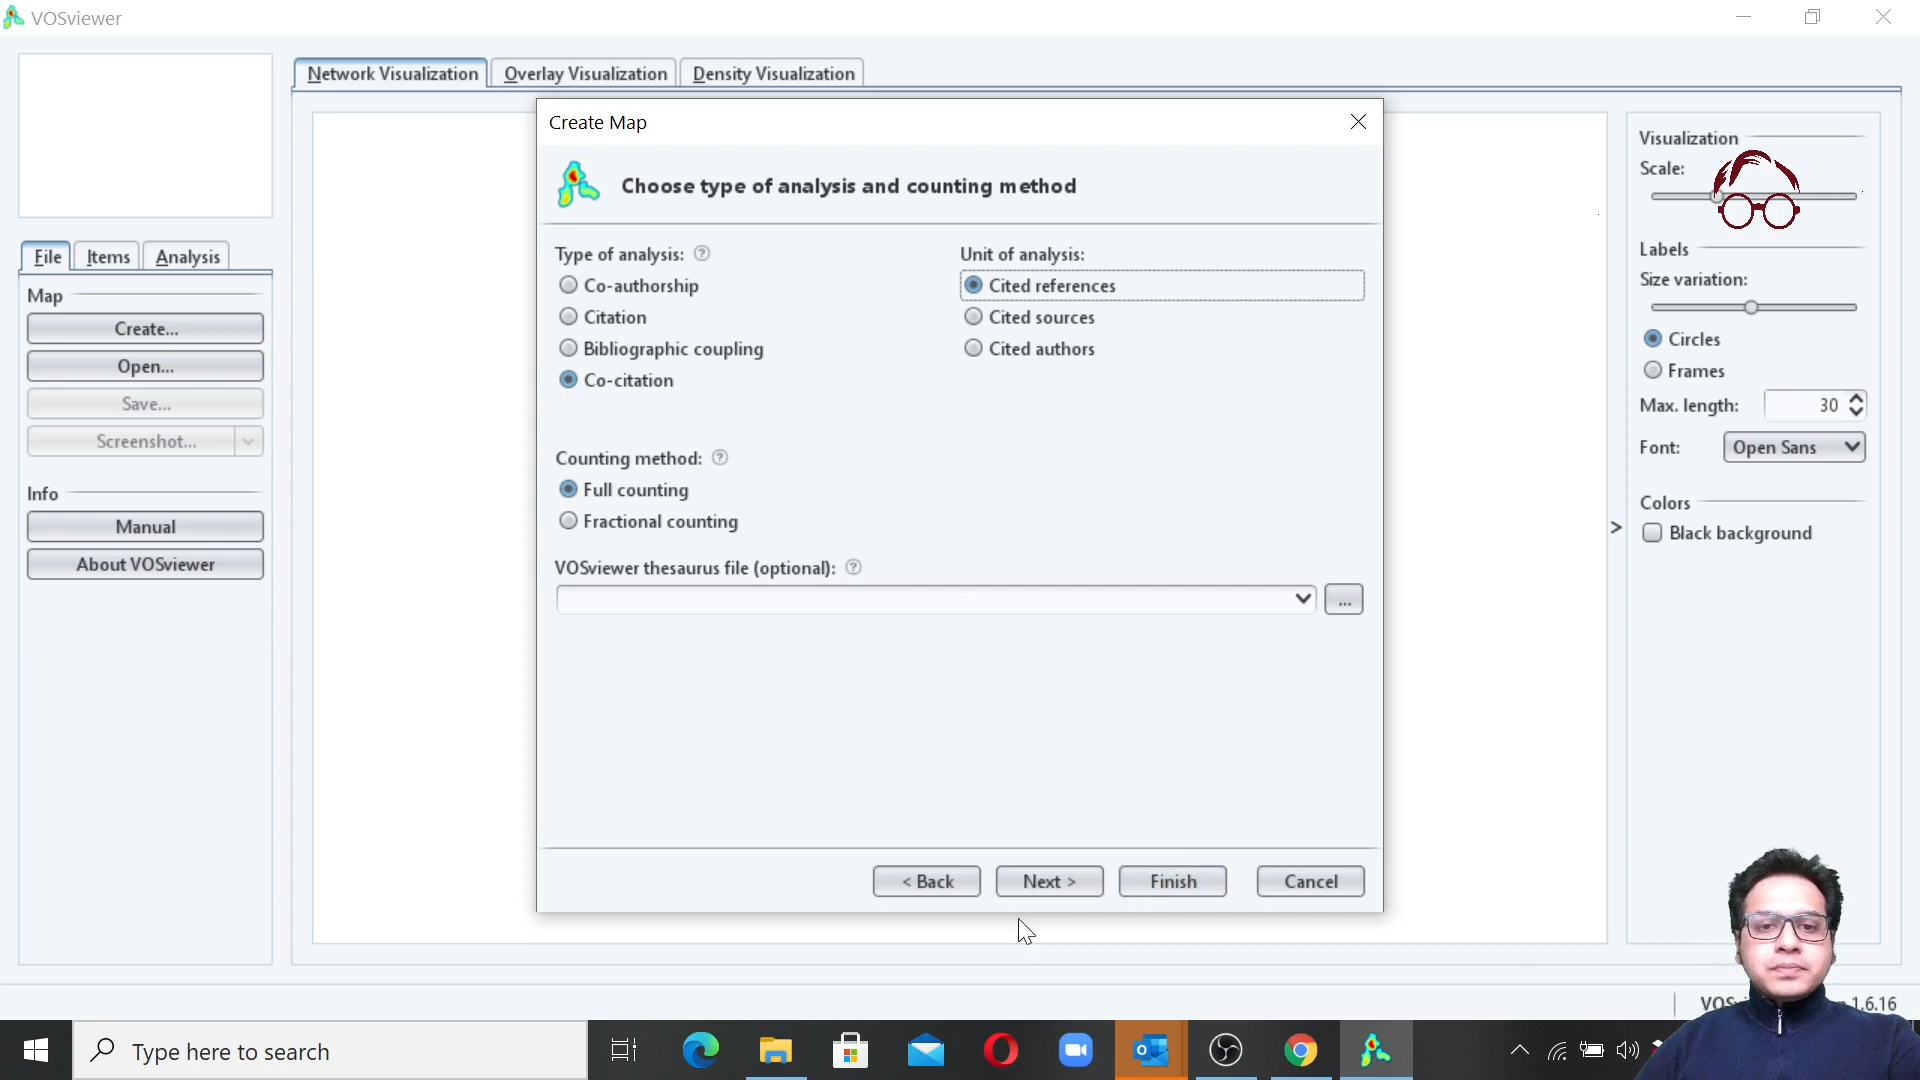 VOSviewer
Network Visualization
Overlay Visualization
Density Visualization
File
Items
Analysis
Map
Create...
Open...
Save...
Screenshot...
Info
Manual
About VOSviewer
Create Map
Choose type of analysis and counting method
Type of analysis: ?
Co-authorship
Citation
Bibliographic coupling
Co-citation
Unit of analysis:
Cited references
Cited sources
Cited authors
Counting method: ?
Full counting
Fractional counting
VOSviewer thesaurus file (optional): ?
...
< Back
Next >
Finish
Cancel
>
Visualization
Scale:
Labels
Size variation:
Circles
Frames
Max. length: 30
Font: Open Sans
Colors
Black background
1.6.16
Type here to search